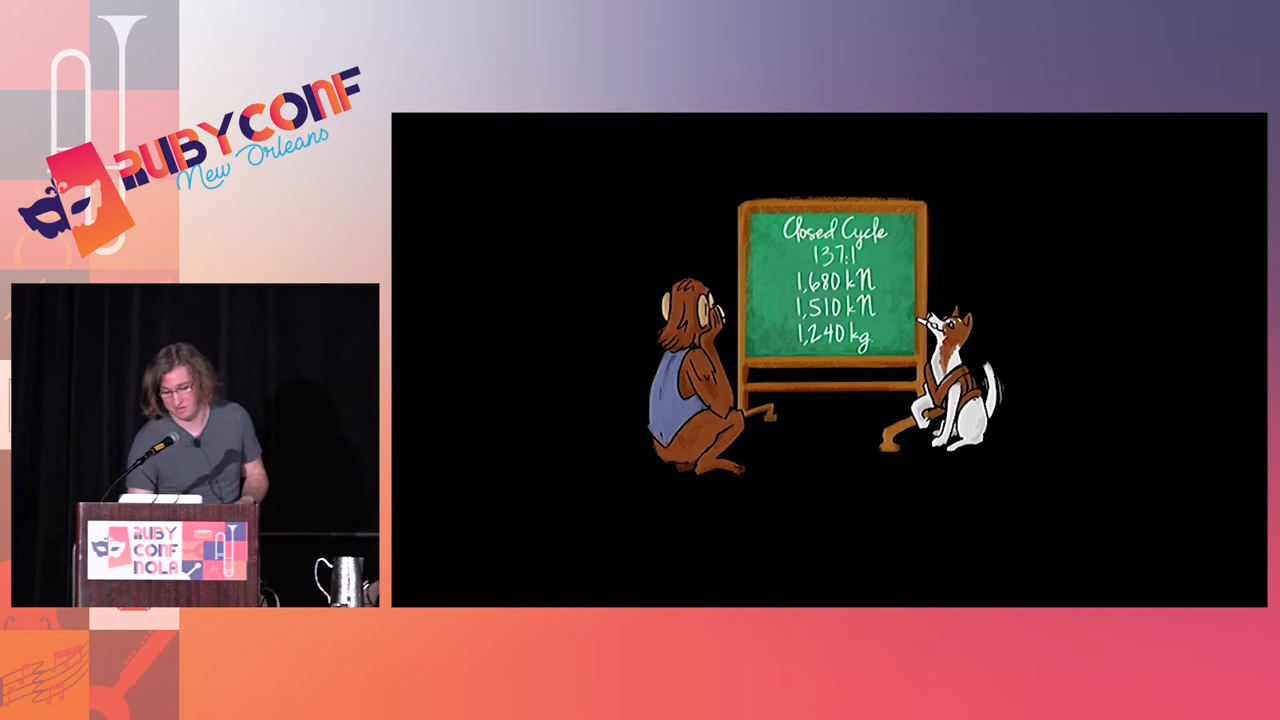 RUBYCONF
New Orleans
Closed Cycle
137:1
1,680 kN
1,510 kN
1,240 kg
RUBY
CONF
NOLA